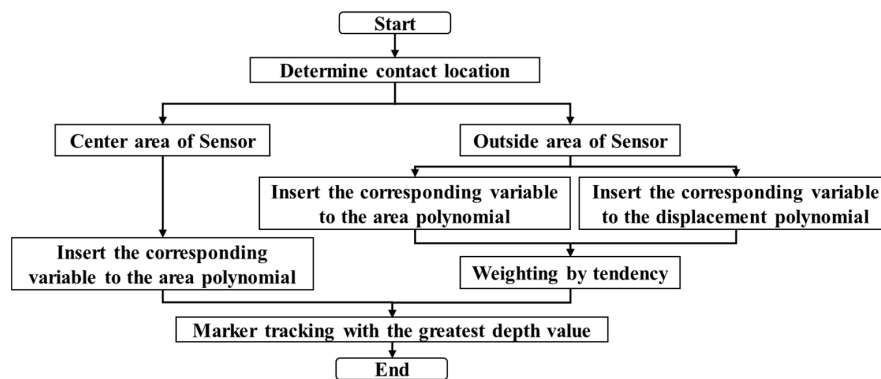 Start
Determine contact location
Center area of Sensor
Outside area of Sensor
Insert the corresponding variable
to the area polynomial
Insert the corresponding variable
to the displacement polynomial
Insert the corresponding
variable to the area polynomial
Weighting by tendency
Marker tracking with the greatest depth value
End